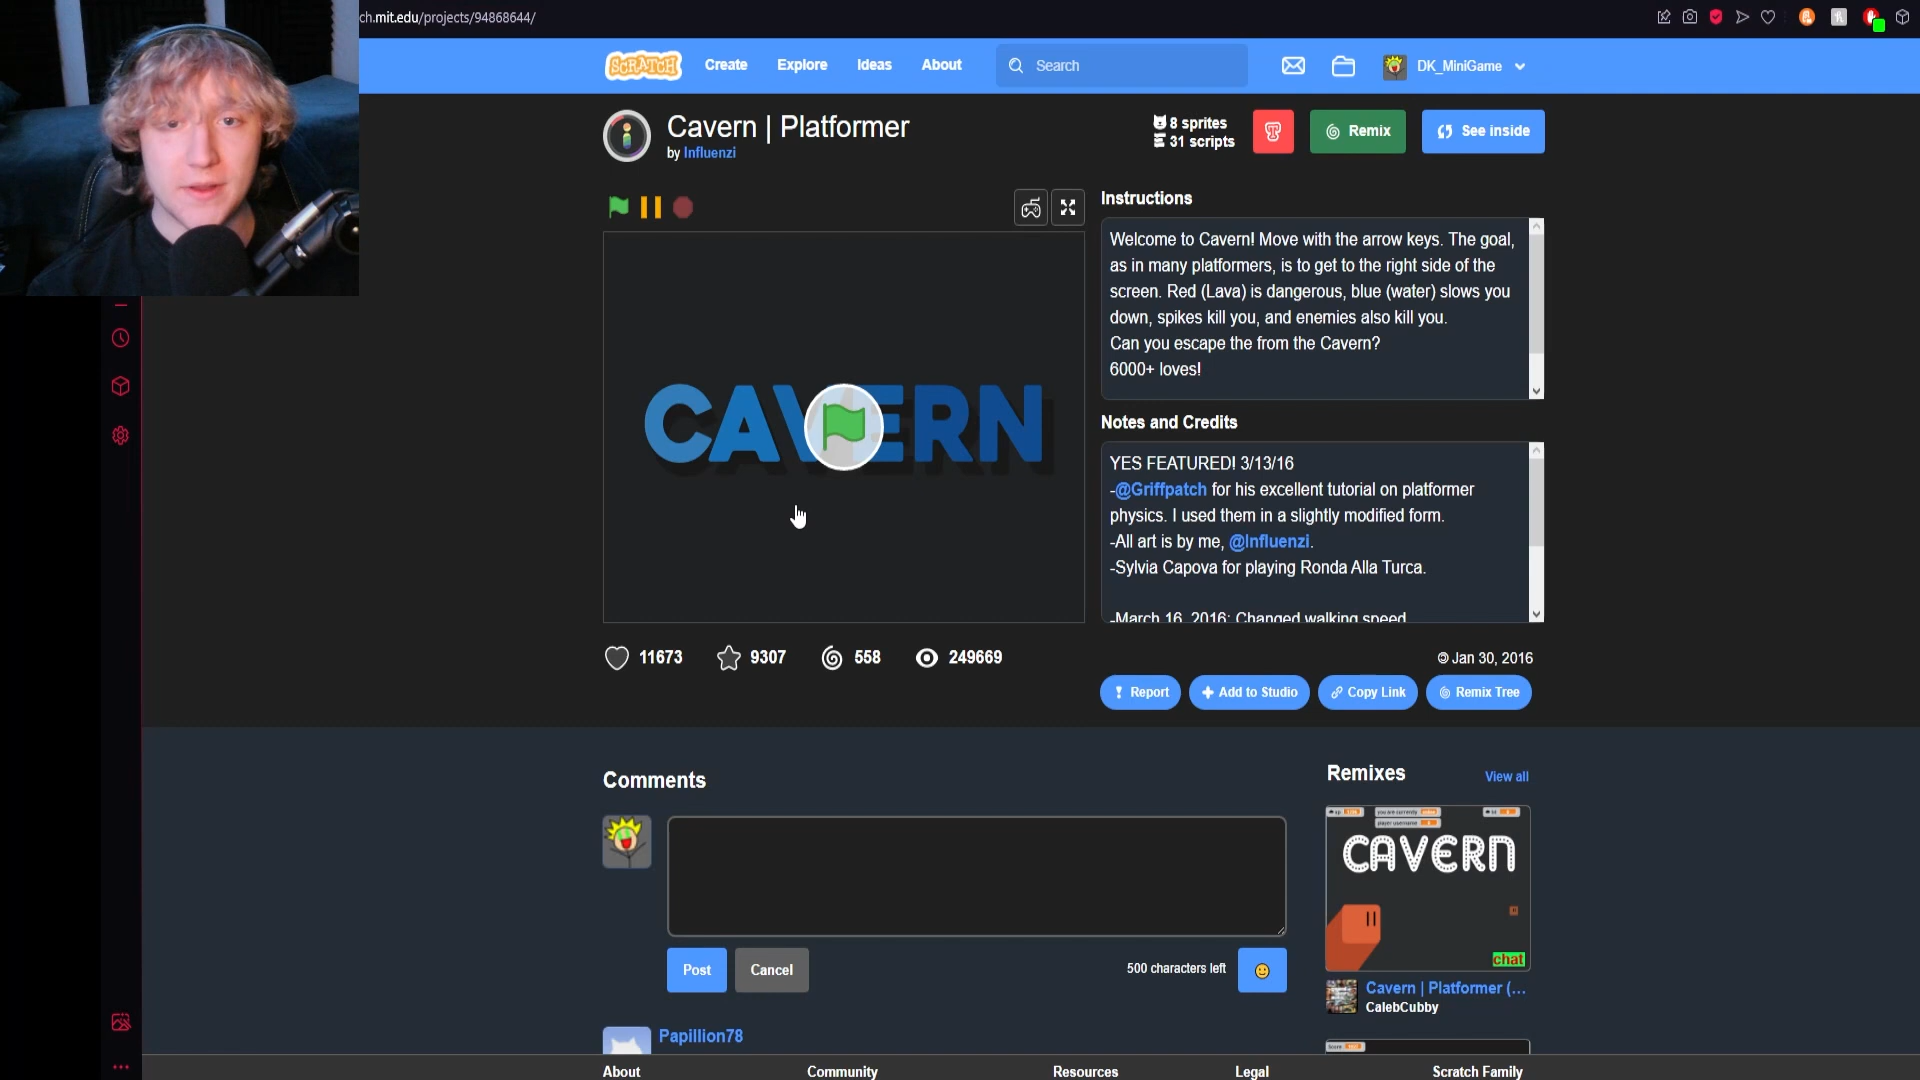 ch.mit.edu/projects/94868644/
SCRATCH
Create
Explore
Ideas
About
Search
DK_MiniGame
Cavern | Platformer
by Influenzi
8 sprites
31 scripts
Remix
See inside
Instructions
Welcome to Cavern! Move with the arrow keys. The goal,
as in many platformers, is to get to the right side of the
screen. Red (Lava) is dangerous, blue (water) slows you
down, spikes kill you, and enemies also kill you.
Can you escape the from the Cavern?
6000+ loves!
CAVERN
Notes and Credits
YES FEATURED! 3/13/16
-@Griffpatch for his excellent tutorial on platformer
physics. I used them in a slightly modified form.
-All art is by me, @Influenzi.
-Sylvia Capova for playing Ronda Alla Turca.
-March 16, 2016: Changed walking speed
11673
9307
558
249669
© Jan 30, 2016
Report
Add to Studio
Copy Link
Remix Tree
Comments
Remixes
View all
CAVERN
chat
Post
Cancel
500 characters left
Cavern | Platformer (...
CalebCubby
Papillion78
About
Community
Resources
Legal
Scratch Family